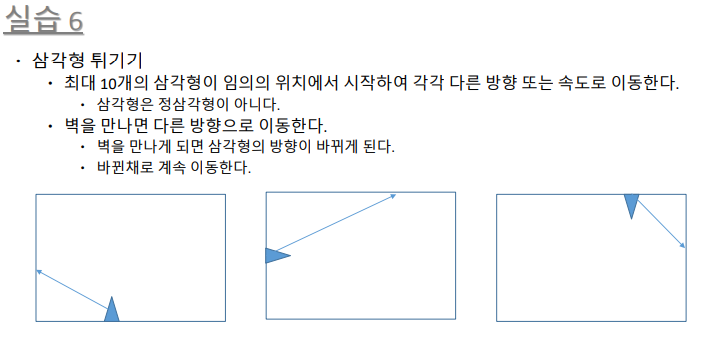 실습 6
• 삼각형 튀기기
• 최대 10개의 삼각형이 임의의 위치에서 시작하여 각각 다른 방향 또는 속도로 이동한다.
• 삼각형은 정삼각형이 아니다.
• 벽을 만나면 다른 방향으로 이동한다.
• 벽을 만나게 되면 삼각형의 방향이 바뀌게 된다.
• 바뀐채로 계속 이동한다.